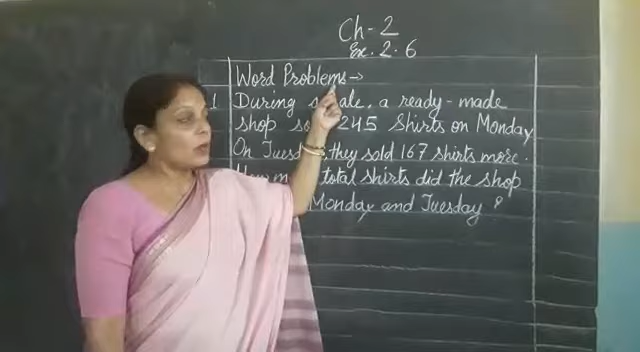 Ch-2
Ex. 2.6
Word Problems→
1 During sale, a ready-made
shop 245 Shirts on Monday
On they sold 167 shirts more.
total shirts did the shop
Monday and Tuesday ?